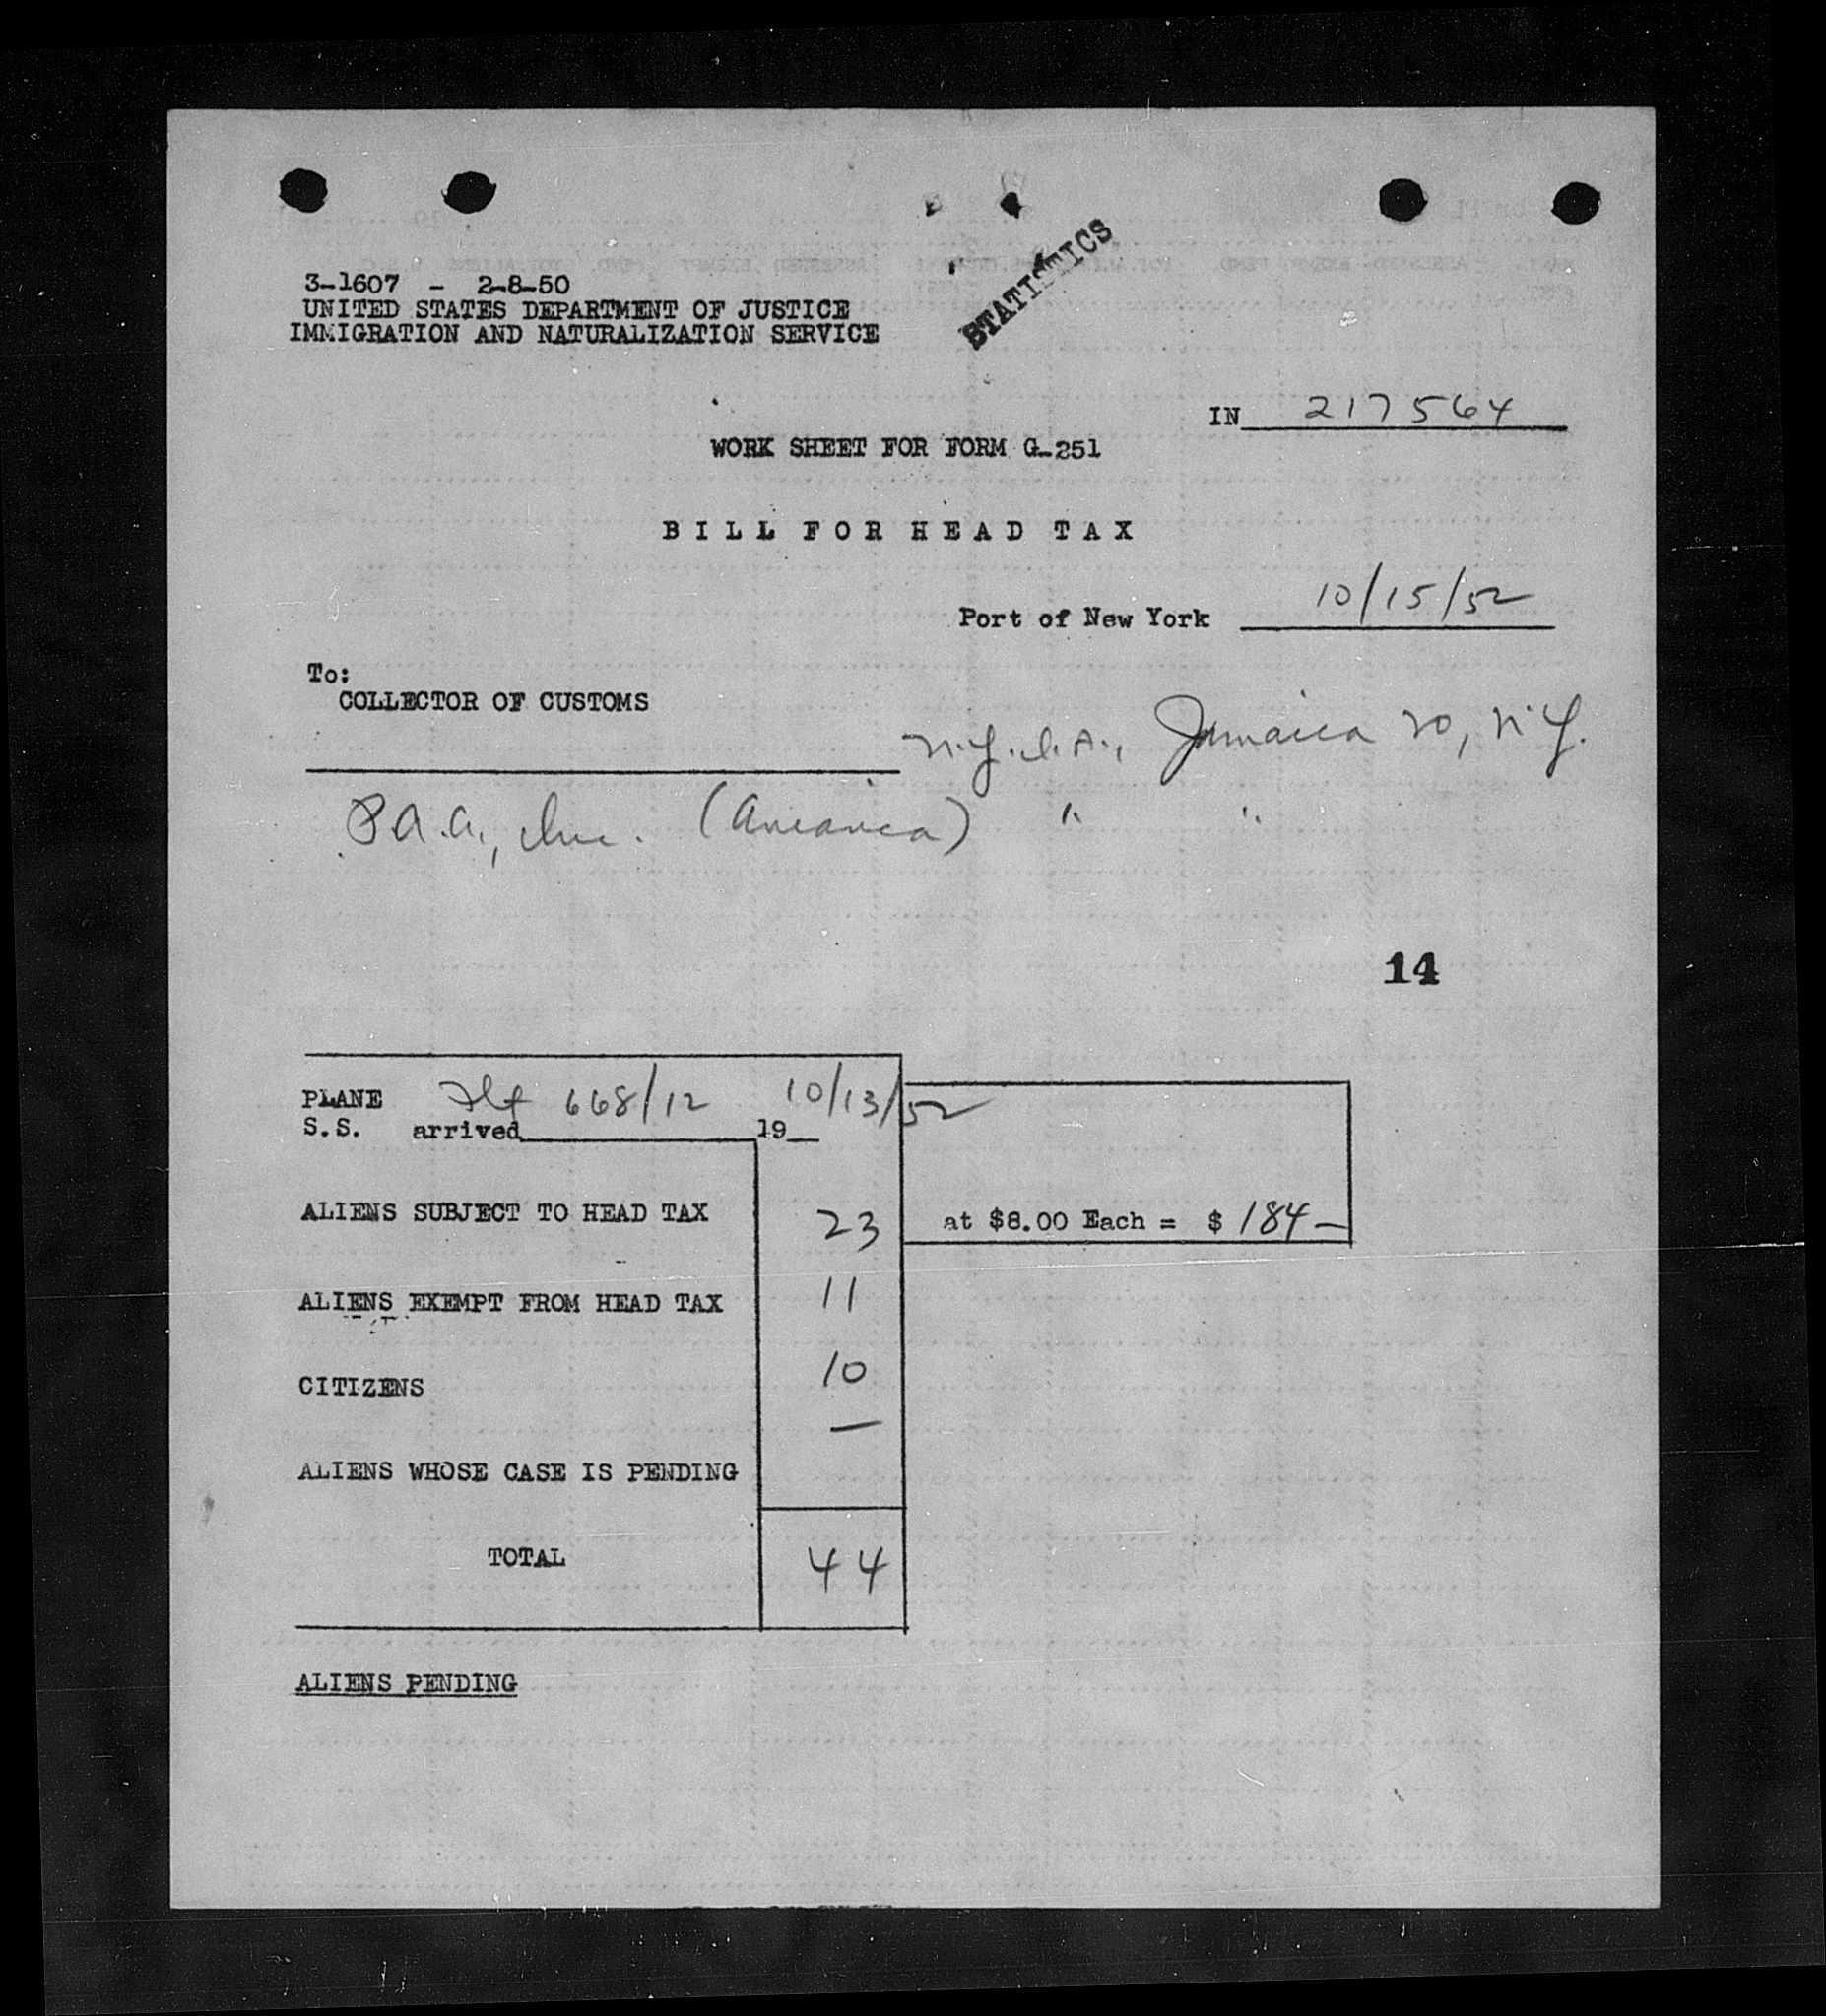 STATISTICS
3-1607 - 2-8-50
UNITED STATES DEPARTMENT OF JUSTICE
IMMIGRATION AND NATURALIZATION SERVICE
IN 217564
WORK SHEET FOR FORM G-251
BILL FOR HEAD TAX
Port of New York 10/15/52
To:
COLLECTOR OF CUSTOMS
N.Y.I.A., Jamaica 20, N.Y.
P.A.A., Inc. ( ) " "
14
PLANE Flt 668/12 10/13/52
S.S. arrived 19
ALIENS SUBJECT TO HEAD TAX 23 at $8.00 Each = $ 184 —
ALIENS EXEMPT FROM HEAD TAX 11
CITIZENS 10
—
ALIENS WHOSE CASE IS PENDING
TOTAL 44
ALIENS PENDING